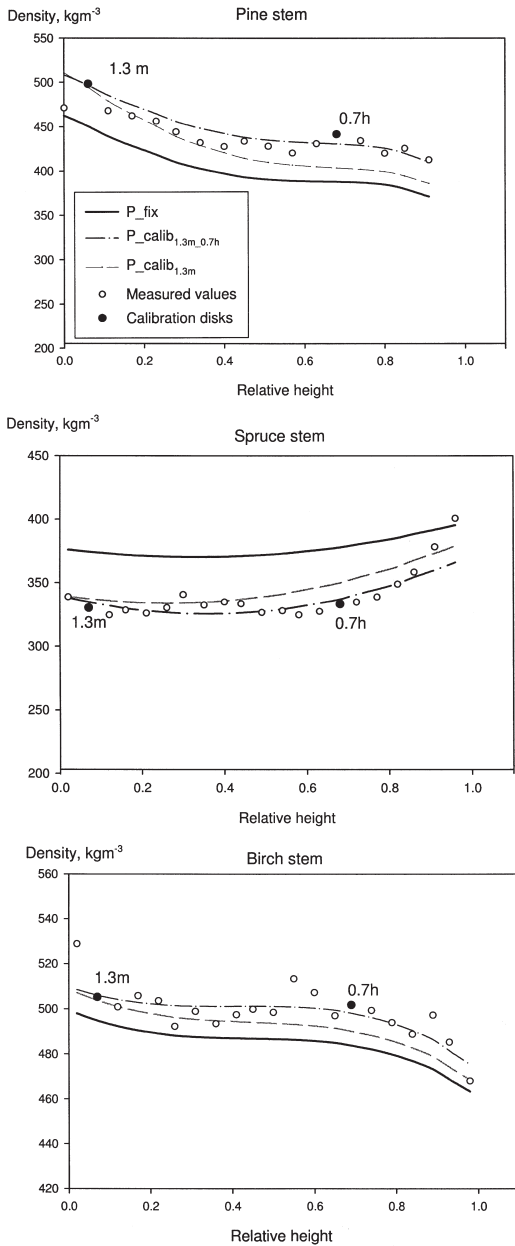 Density, kgm-3
Pine stem
550
500
450
400
350
300
250
200
1.3 m
0.7h
P_fix
P_calib1.3m_0.7h
P_calib1.3m
Measured values
Calibration disks
0.0 0.2 0.4 0.6 0.8 1.0
Relative height
Density, kgm-3
Spruce stem
450
400
350
300
250
200
1.3m
0.7h
0.0 0.2 0.4 0.6 0.8 1.0
Relative height
Density, kgm-3
Birch stem
560
540
520
500
480
460
440
420
1.3m
0.7h
0.0 0.2 0.4 0.6 0.8 1.0
Relative height